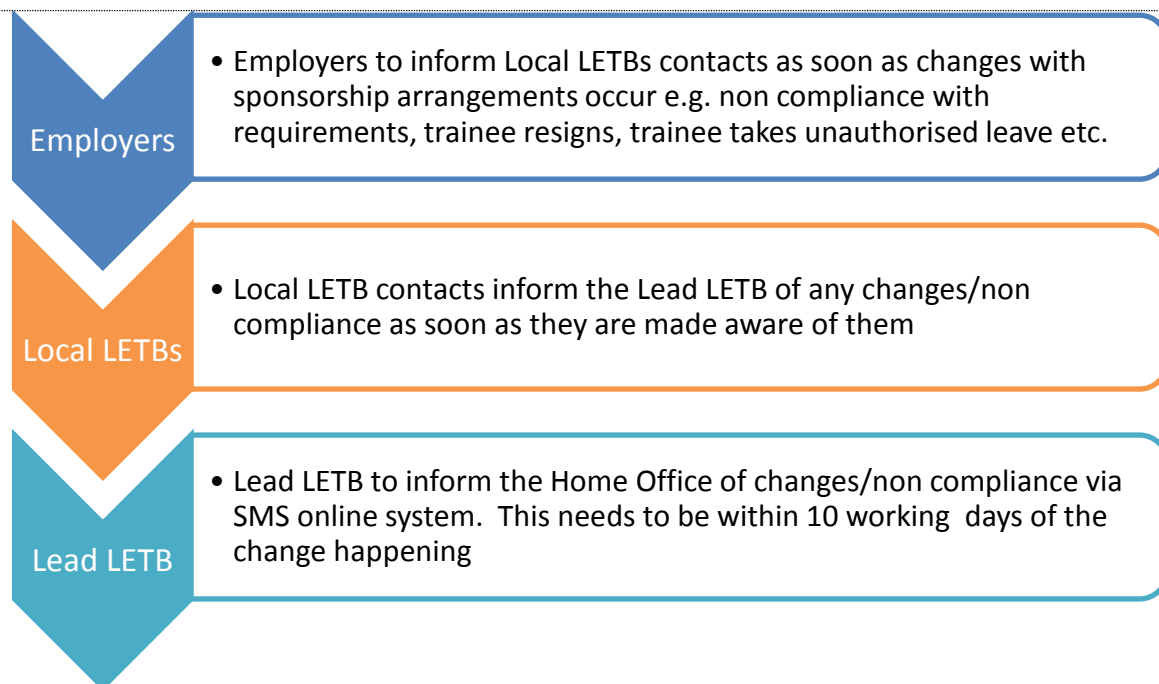 Employers
• Employers to inform Local LETBs contacts as soon as changes with
sponsorship arrangements occur e.g. non compliance with
requirements, trainee resigns, trainee takes unauthorised leave etc.
Local LETBs
• Local LETB contacts inform the Lead LETB of any changes/non
compliance as soon as they are made aware of them
Lead LETB
• Lead LETB to inform the Home Office of changes/non compliance via
SMS online system.  This needs to be within 10 working  days of the
change happening